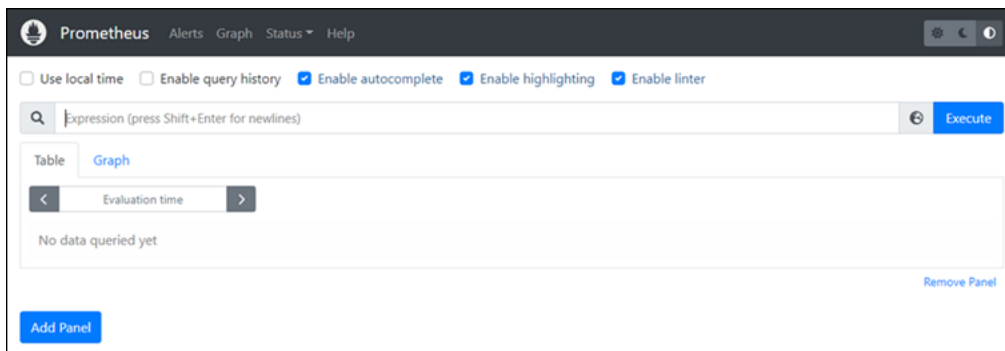 Prometheus Alerts Graph Status Help
Use local time Enable query history Enable autocomplete Enable highlighting Enable linter
Expression (press Shift+Enter for newlines) Execute
Table Graph
Evaluation time
No data queried yet
Remove Panel
Add Panel